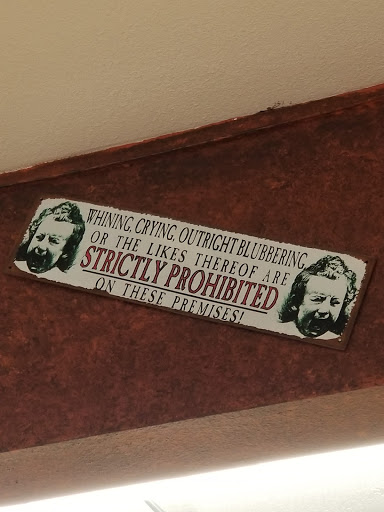 WHINING, CRYING, OUTRIGHT BLUBBERING,
OR THE LIKES THEREOF ARE
STRICTLY PROHIBITED
ON THESE PREMISES!